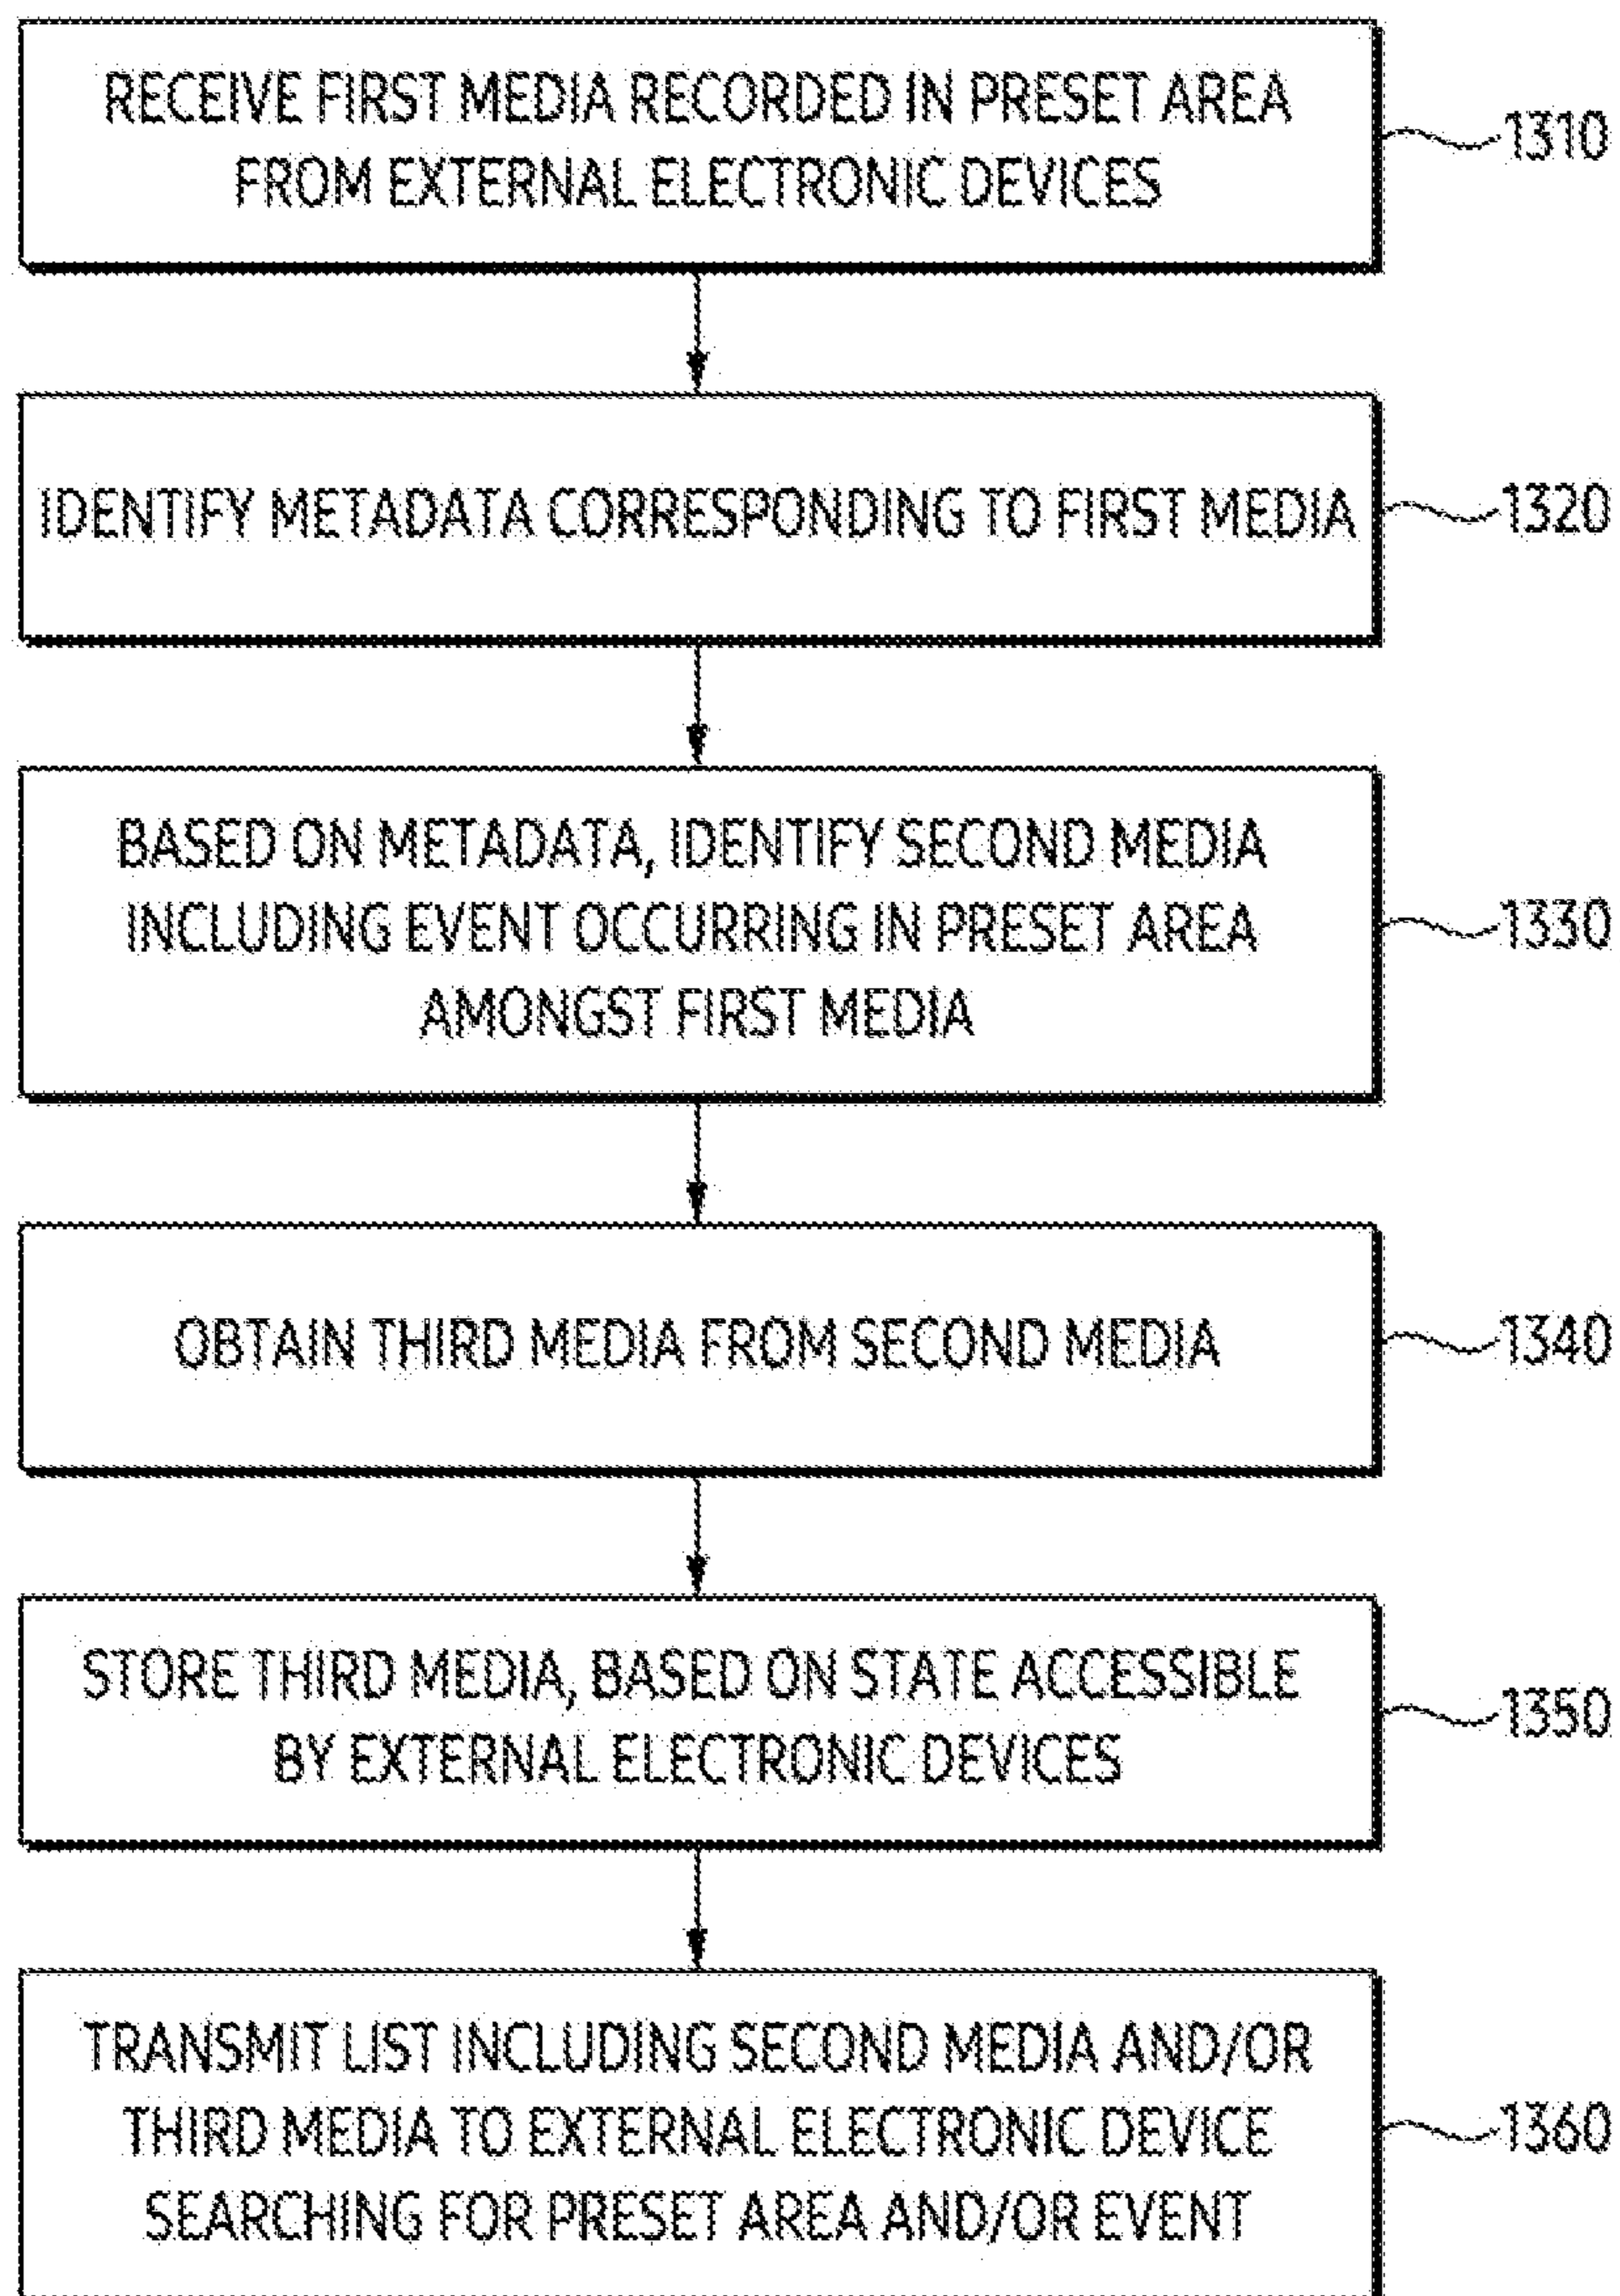 RECEIVE FIRST MEDIA RECORDED IN PRESET AREA
FROM EXTERNAL ELECTRONIC DEVICES
1310
IDENTIFY METADATA CORRESPONDING TO FIRST MEDIA
1320
BASED ON METADATA, IDENTIFY SECOND MEDIA
INCLUDING EVENT OCCURRING IN PRESET AREA
AMONGST FIRST MEDIA
1330
OBTAIN THIRD MEDIA FROM SECOND MEDIA
1340
STORE THIRD MEDIA, BASED ON STATE ACCESSIBLE
BY EXTERNAL ELECTRONIC DEVICES
1350
TRANSMIT LIST INCLUDING SECOND MEDIA AND/OR
THIRD MEDIA TO EXTERNAL ELECTRONIC DEVICE
SEARCHING FOR PRESET AREA AND/OR EVENT
1360